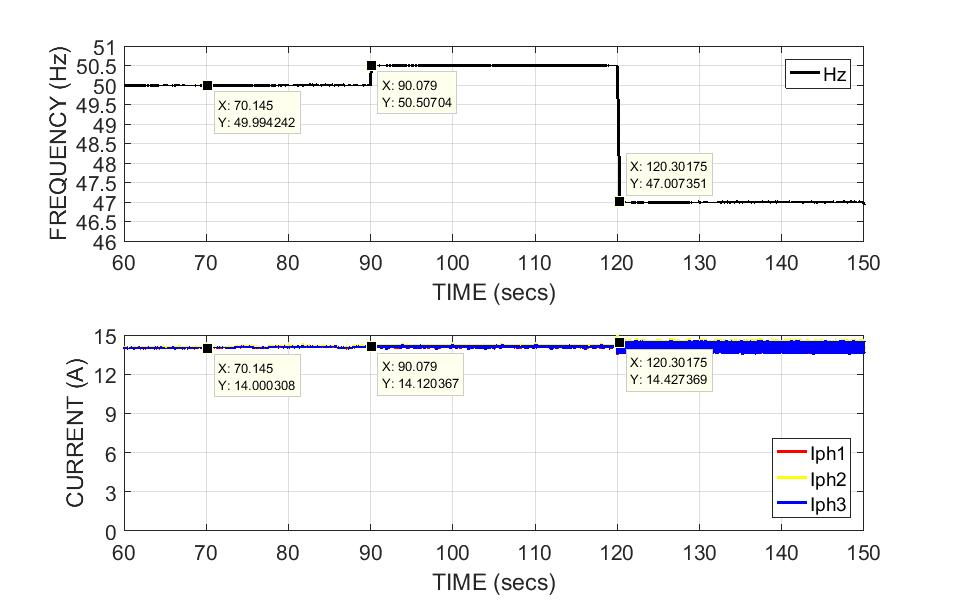 FREQUENCY (Hz)
51
50.5
50
49.5
49
48.5
48
47.5
47
46.5
46
Hz
X: 70.145
Y: 49.994242
X: 90.079
Y: 50.50704
X: 120.30175
Y: 47.007351
60 70 80 90 100 110 120 130 140 150
TIME (secs)
CURRENT (A)
15
12
9
6
3
0
X: 70.145
Y: 14.000308
X: 90.079
Y: 14.120367
X: 120.30175
Y: 14.427369
Iph1
Iph2
Iph3
60 70 80 90 100 110 120 130 140 150
TIME (secs)